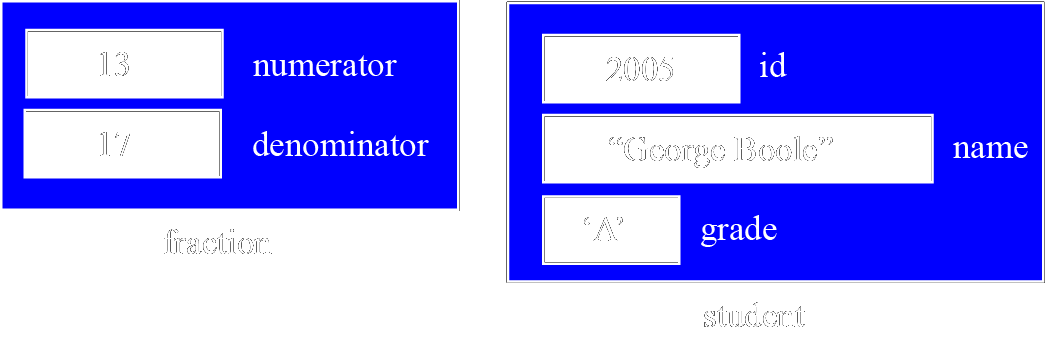 13 numerator
17 denominator
fraction
2005 id
“George Boole” name
‘A’ grade
student